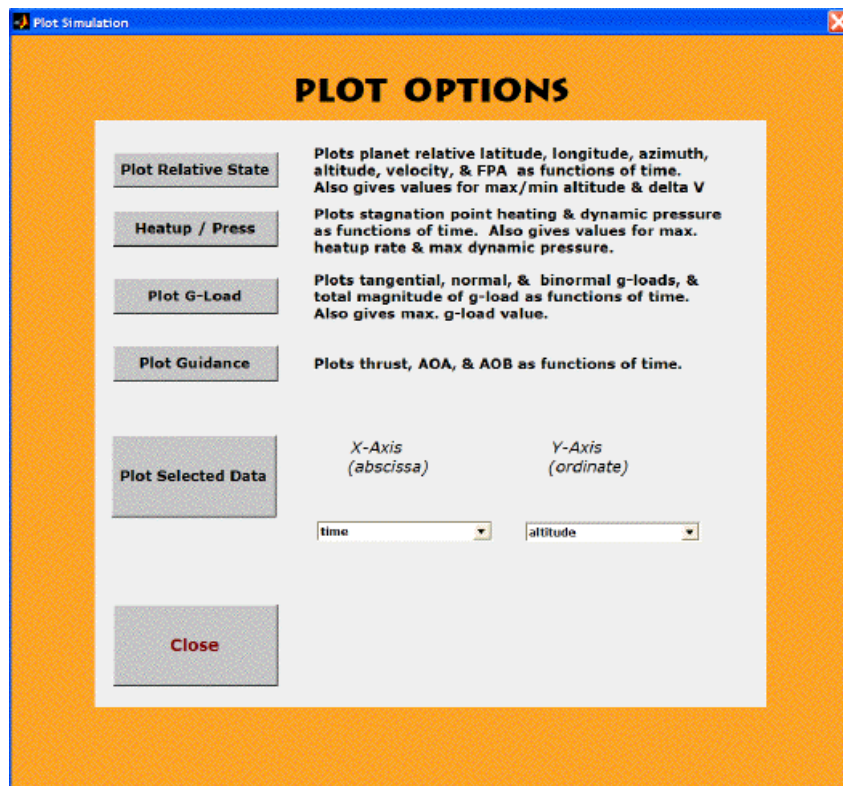 Plot Simulation
PLOT OPTIONS
Plot Relative State
Plots planet relative latitude, longitude, azimuth,
altitude, velocity, & FPA as functions of time.
Also gives values for max/min altitude & delta V
Heatup / Press
Plots stagnation point heating & dynamic pressure
as functions of time. Also gives values for max.
heatup rate & max dynamic pressure.
Plot G-Load
Plots tangential, normal, & binormal g-loads, &
total magnitude of g-load as functions of time.
Also gives max. g-load value.
Plot Guidance
Plots thrust, AOA, & AOB as functions of time.
Plot Selected Data
X-Axis
(abscissa)
Y-Axis
(ordinate)
time
altitude
Close